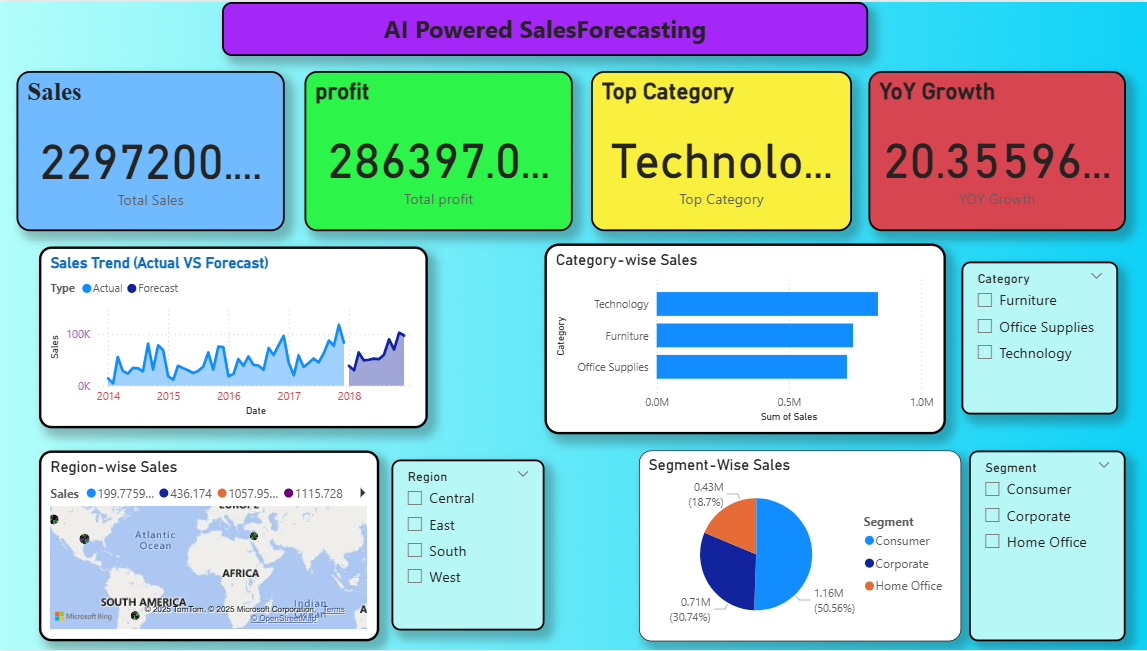 AI Powered SalesForecasting
Sales
2297200....
Total Sales
profit
286397.0...
Total profit
Top Category
Technolo...
Top Category
YoY Growth
20.35596...
YOY Growth
Sales Trend (Actual VS Forecast)
Type Actual Forecast
Sales
100K
0K
2014 2015 2016 2017 2018
Date
Category-wise Sales
Category
Technology
Furniture
Office Supplies
0.0M 0.5M 1.0M
Sum of Sales
Category
Furniture
Office Supplies
Technology
Region-wise Sales
Sales 199.7759... 436.174 1057.95... 1115.728
EUROPE
Atlantic
Ocean
AFRICA
SOUTH AMERICA
Indian
Ocean
A
Microsoft Bing
© 2025 TomTom, © 2025 Microsoft Corporation, Terms
© OpenStreetMap
Region
Central
East
South
West
Segment-Wise Sales
0.43M
(18.7%)
0.71M
(30.74%)
1.16M
(50.56%)
Segment
Consumer
Corporate
Home Office
Segment
Consumer
Corporate
Home Office